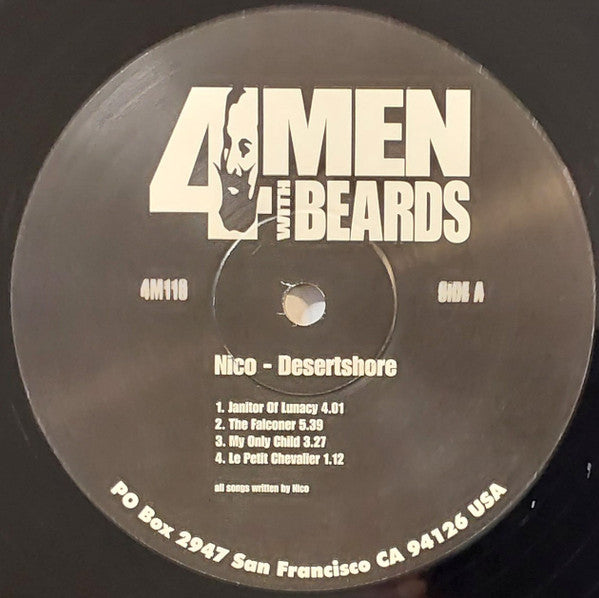 4 MEN
WITH BEARDS
4M118
SIDE A
Nico - Desertshore
1. Janitor Of Lunacy 4.01
2. The Falconer 5.39
3. My Only Child 3.27
4. Le Petit Chevalier 1.12
all songs written by Nico
PO Box 2947 San Francisco CA 94126 USA